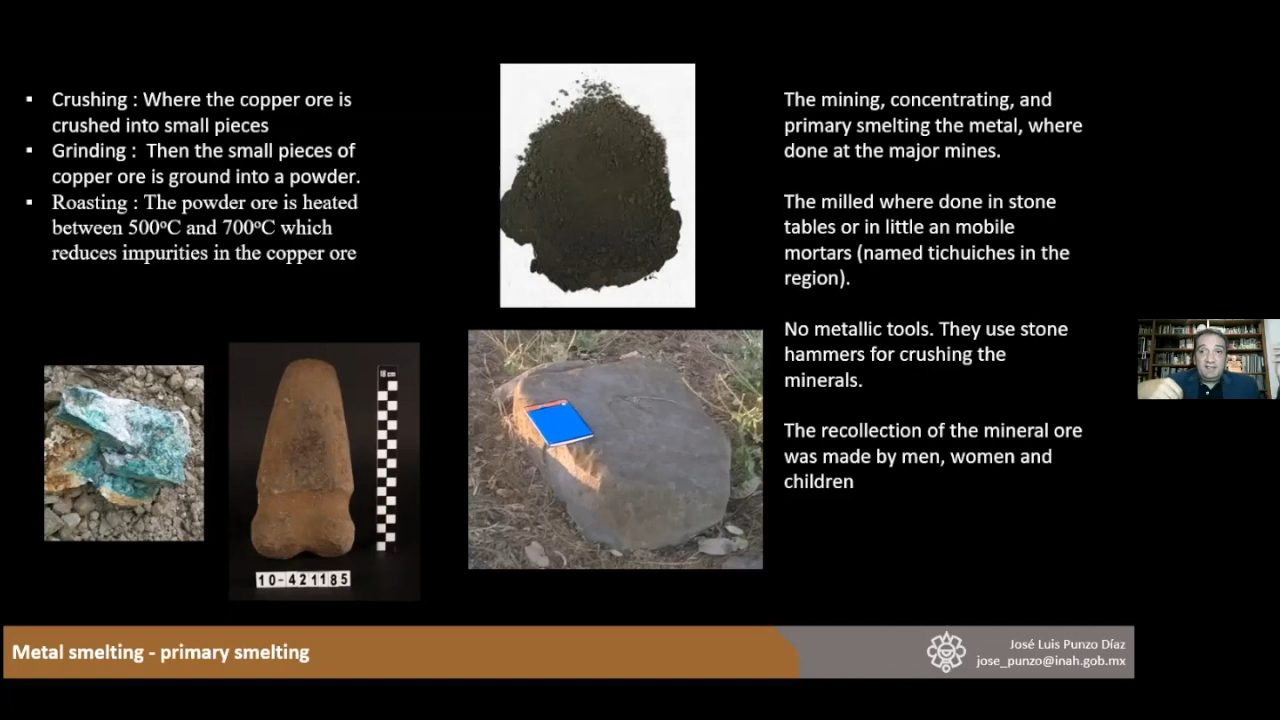 ▪ Crushing : Where the copper ore is
crushed into small pieces
▪ Grinding :  Then the small pieces of
copper ore is ground into a powder.
▪ Roasting : The powder ore is heated
between 500ºC and 700ºC which
reduces impurities in the copper ore
The mining, concentrating, and
primary smelting the metal, where
done at the major mines.
The milled where done in stone
tables or in little an mobile
mortars (named tichuiches in the
region).
No metallic tools. They use stone
hammers for crushing the
minerals.
The recollection of the mineral ore
was made by men, women and
children
18 cm
10-421185
Metal smelting - primary smelting
José Luis Punzo Díaz
jose_punzo@inah.gob.mx